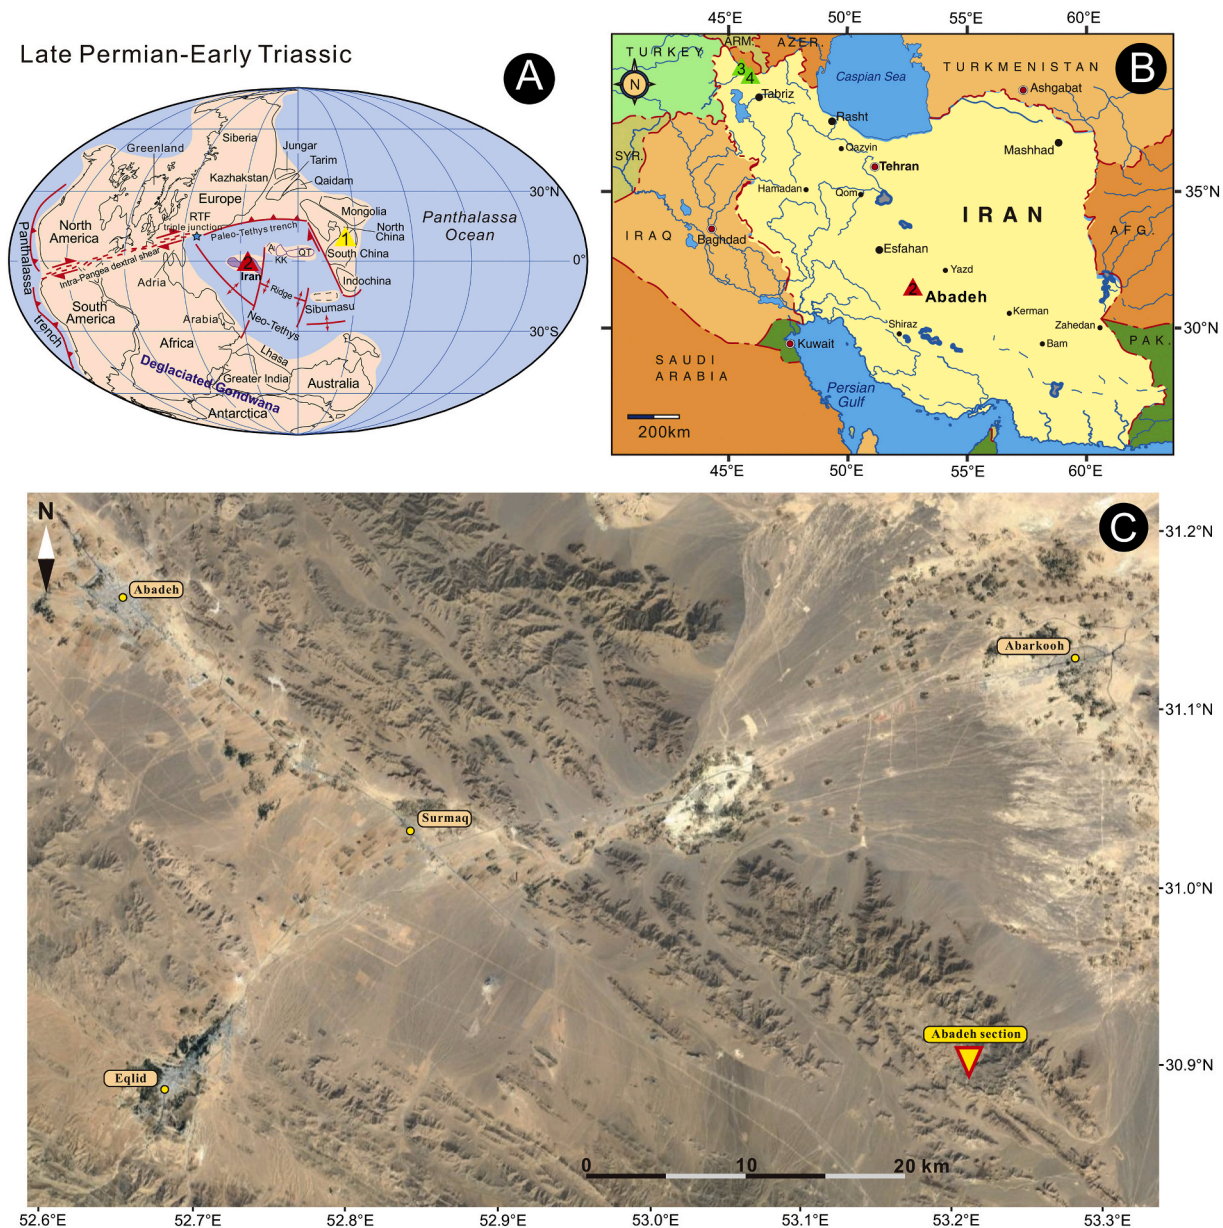 Late Permian-Early Triassic
A
Siberia
Greenland
Jungar
Tarim
Kazakhstan
Qaidam
Europe
30°N
Mongolia
North
America
RTF
triple junction
North
China
Panthalassa
Ocean
Paleo-Tethys trench
1
South China
A
QT
KK
2
Iran
0°
Panthalassa
trench
Intra-Pangea dextral shear
Adria
Indochina
Ridge
Sibumasu
South
America
Arabia
Neo-Tethys
30°S
Africa
Lhasa
Deglaciated Gondwana
Greater India
Australia
Antarctica
45°E
50°E
55°E
60°E
B
TURKEY
ARM.
AZER.
3
4
N
Caspian Sea
TURKMENISTAN
Ashgabat
Tabriz
Rasht
Qazvin
Mashhad
SYR.
Tehran
Hamadan
Qom
35°N
IRAN
IRAQ
Baghdad
AFG.
Esfahan
Yazd
2
Abadeh
Kerman
Shiraz
Zahedan
30°N
Kuwait
Bam
PAK.
SAUDI
ARABIA
Persian
Gulf
200km
45°E
50°E
55°E
60°E
N
C
31.2°N
Abadeh
Abarkooh
31.1°N
Surmaq
31.0°N
Abadeh section
30.9°N
Eqlid
0
10
20 km
52.6°E
52.7°E
52.8°E
52.9°E
53.0°E
53.1°E
53.2°E
53.3°E